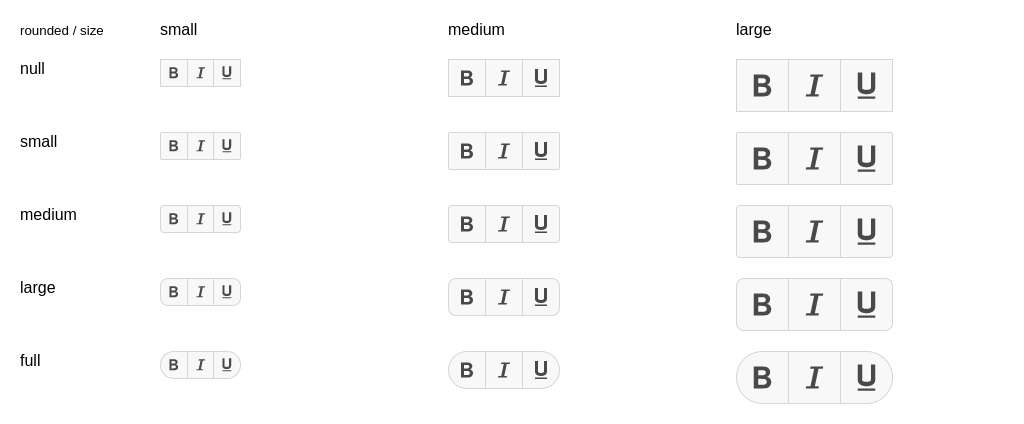 rounded / size small medium large
null B I U B I U B I U
small B I U B I U B I U
medium B I U B I U B I U
large B I U B I U B I U
full B I U B I U B I U